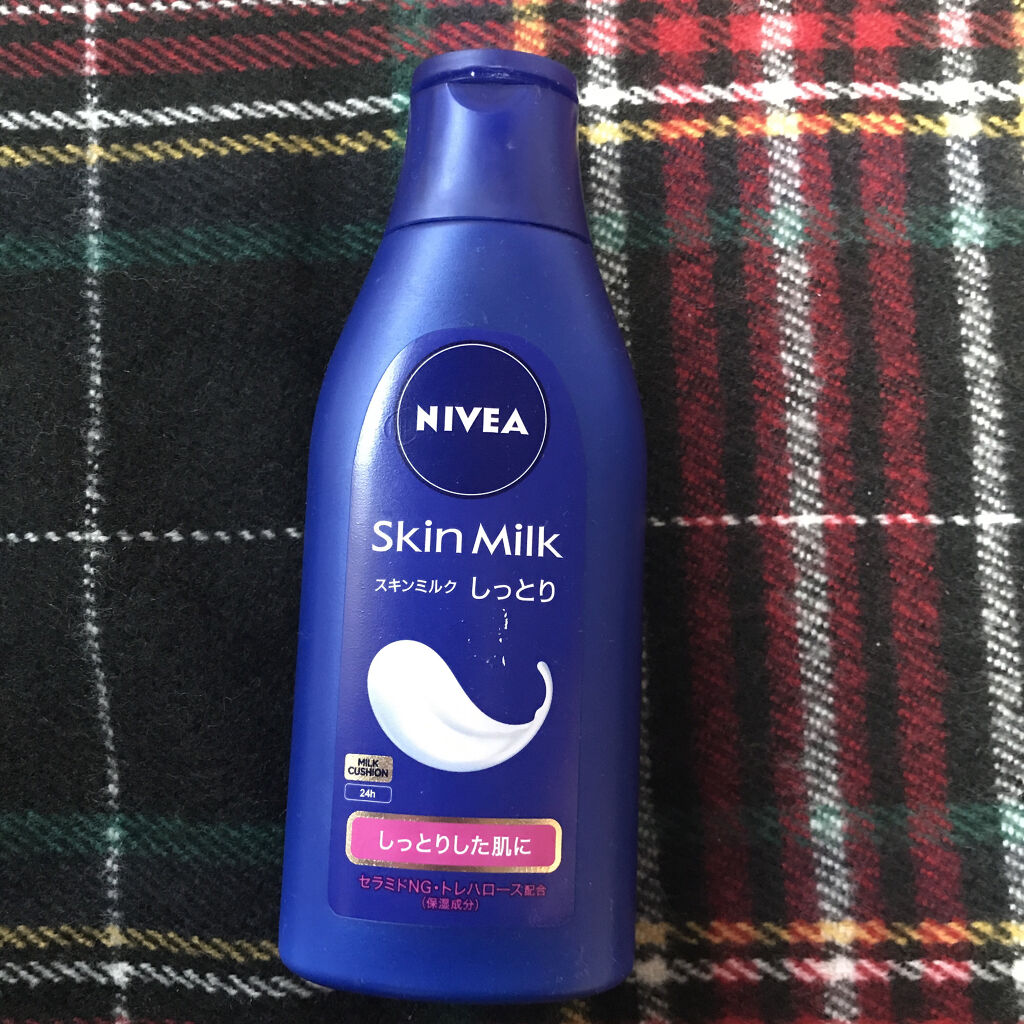 NIVEA
Skin Milk
スキンミルク しっとり
MILK
CUSHION
24h
しっとりした肌に
セラミドNG・トレハロース配合
(保湿成分)